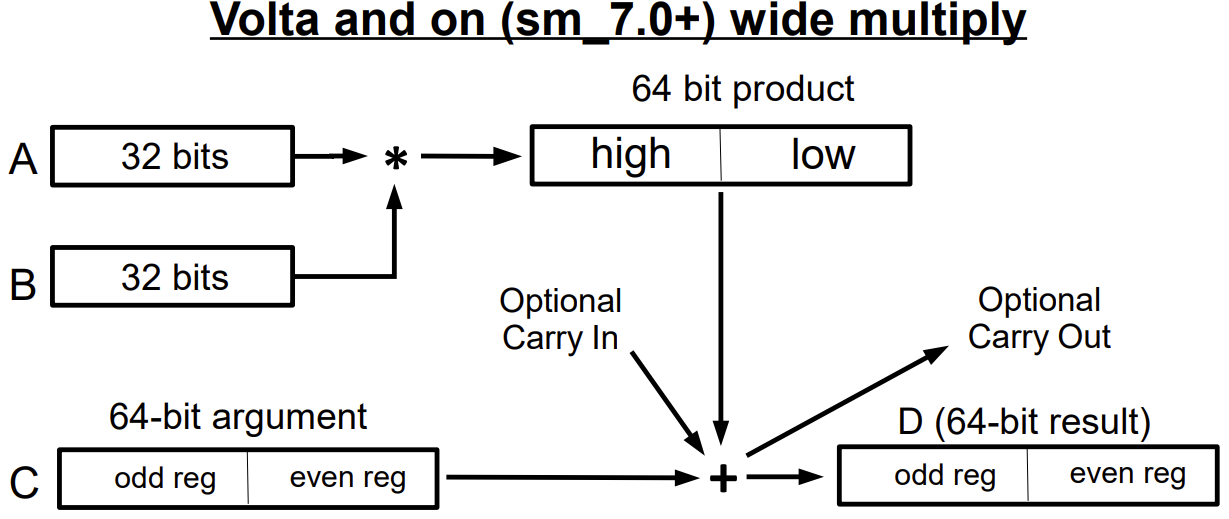 Volta and on (sm_7.0+) wide multiply
64 bit product
A
32 bits
*
high
low
B
32 bits
Optional
Carry In
Optional
Carry Out
64-bit argument
D (64-bit result)
C
odd reg
even reg
+
odd reg
even reg